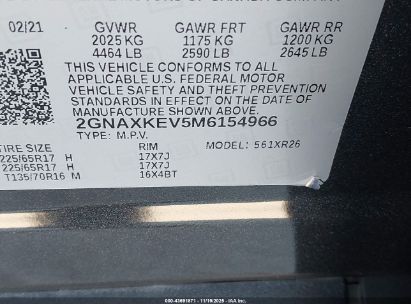 02/21 GVWR GAWR FRT GAWR RR
2025 KG 1175 KG 1200 KG
4464 LB 2590 LB 2645 LB
THIS VEHICLE CONFORMS TO ALL
APPLICABLE U.S. FEDERAL MOTOR
VEHICLE SAFETY AND THEFT PREVENTION
STANDARDS IN EFFECT ON THE DATE OF
MANUFACTURE SHOWN ABOVE.
2GNAXKEV5M6154966
TYPE: M.P.V. MODEL: 561XR26
TIRE SIZE RIM
225/65R17 H 17X7J
225/65R17 H 17X7J
T135/70R16 M 16X4BT